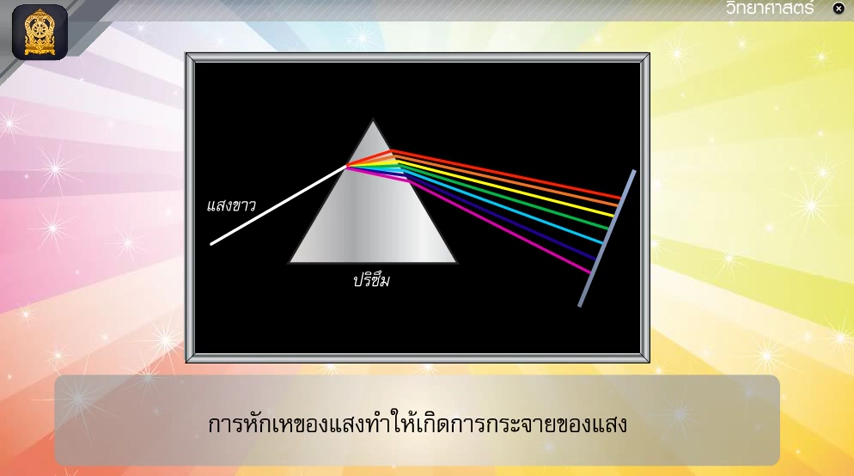 วิทยาศาสตร์
แสงขาว
ปริซึม
การหักเหของแสงทำให้เกิดการกระจายของแสง